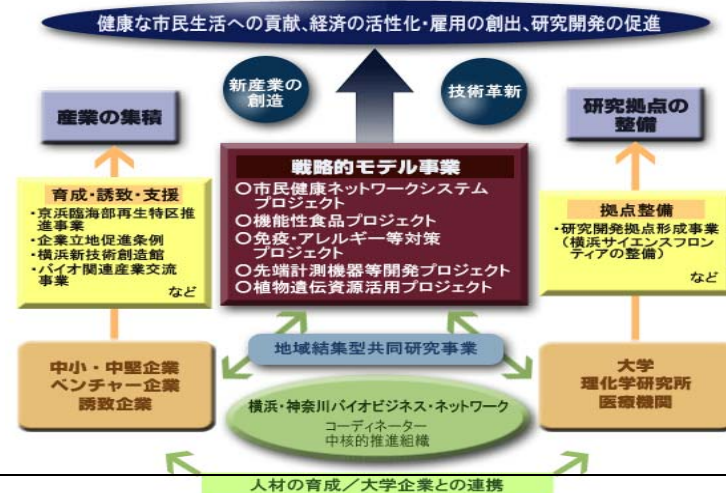 健康な市民生活への貢献、経済の活性化・雇用の創出、研究開発の促進
新産業の
創造
技術革新
産業の集積
研究拠点の
整備
戦略的モデル事業
○市民健康ネットワークシステム
プロジェクト
○機能性食品プロジェクト
○免疫・アレルギー等対策
プロジェクト
○先端計測機器等開発プロジェクト
○植物遺伝資源活用プロジェクト
育成・誘致・支援
・京浜臨海部再生特区推
進事業
・企業立地促進条例
・横浜新技術創造館
・バイオ関連産業交流
事業
など
拠点整備
・研究開発拠点形成事業
（横浜サイエンスフロン
ティアの整備）
など
地域結集型共同研究事業
中小・中堅企業
ベンチャー企業
誘致企業
大学
理化学研究所
医療機関
横浜・神奈川バイオビジネス・ネットワーク
コーディネーター
中核的推進組織
人材の育成／大学企業との連携